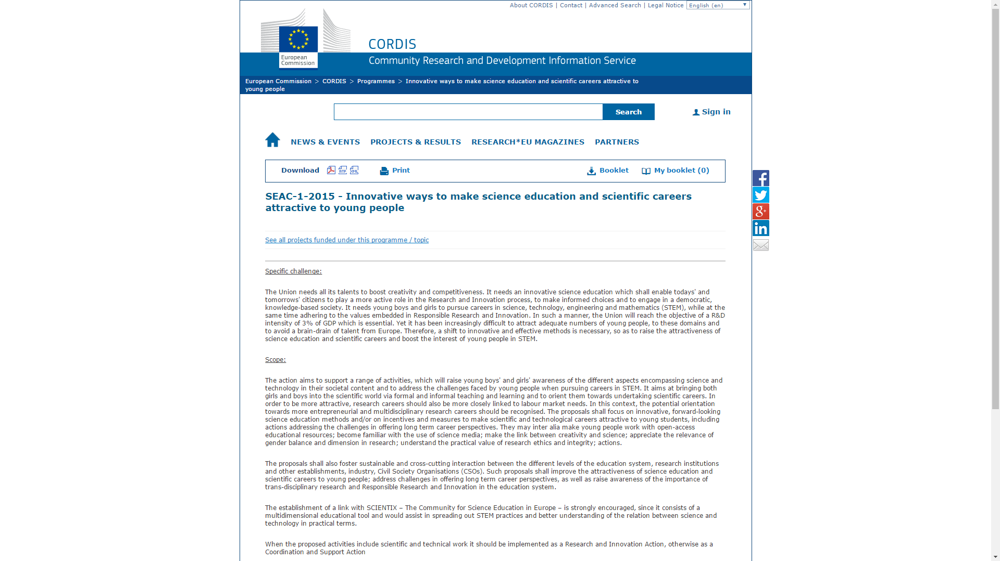 About CORDIS | Contact | Advanced Search | Legal Notice English (en)
CORDIS
European
Commission
Community Research and Development Information Service
European Commission > CORDIS > Programmes > Innovative ways to make science education and scientific careers attractive to
young people
Search
Sign in
NEWS & EVENTS PROJECTS & RESULTS RESEARCH*EU MAGAZINES PARTNERS
Download RTF XML Print Booklet My booklet (0)
SEAC-1-2015 - Innovative ways to make science education and scientific careers
attractive to young people
See all projects funded under this programme / topic
Specific challenge:
The Union needs all its talents to boost creativity and competitiveness. It needs an innovative science education which shall enable todays' and
tomorrows' citizens to play a more active role in the Research and Innovation process, to make informed choices and to engage in a democratic,
knowledge-based society. It needs young boys and girls to pursue careers in science, technology, engineering and mathematics (STEM), while at the
same time adhering to the values embedded in Responsible Research and Innovation. In such a manner, the Union will reach the objective of a R&D
intensity of 3% of GDP which is essential. Yet it has been increasingly difficult to attract adequate numbers of young people, to these domains and
to avoid a brain-drain of talent from Europe. Therefore, a shift to innovative and effective methods is necessary, so as to raise the attractiveness of
science education and scientific careers and boost the interest of young people in STEM.
Scope:
The action aims to support a range of activities, which will raise young boys' and girls' awareness of the different aspects encompassing science and
technology in their societal content and to address the challenges faced by young people when pursuing careers in STEM. It aims at bringing both
girls and boys into the scientific world via formal and informal teaching and learning and to orient them towards undertaking scientific careers. In
order to be more attractive, research careers should also be more closely linked to labour market needs. In this context, the potential orientation
towards more entrepreneurial and multidisciplinary research careers should be recognised. The proposals shall focus on innovative, forward-looking
science education methods and/or on incentives and measures to make scientific and technological careers attractive to young students, including
actions addressing the challenges in offering long term career perspectives. They may inter alia make young people work with open-access
educational resources; become familiar with the use of science media; make the link between creativity and science; appreciate the relevance of
gender balance and dimension in research; understand the practical value of research ethics and integrity; actions.
The proposals shall also foster sustainable and cross-cutting interaction between the different levels of the education system, research institutions
and other establishments, industry, Civil Society Organisations (CSOs). Such proposals shall improve the attractiveness of science education and
scientific careers to young people; address challenges in offering long term career perspectives, as well as raise awareness of the importance of
trans-disciplinary research and Responsible Research and Innovation in the education system.
The establishment of a link with SCIENTIX – The Community for Science Education in Europe – is strongly encouraged, since it consists of a
multidimensional educational tool and would assist in spreading out STEM practices and better understanding of the relation between science and
technology in practical terms.
When the proposed activities include scientific and technical work it should be implemented as a Research and Innovation Action, otherwise as a
Coordination and Support Action